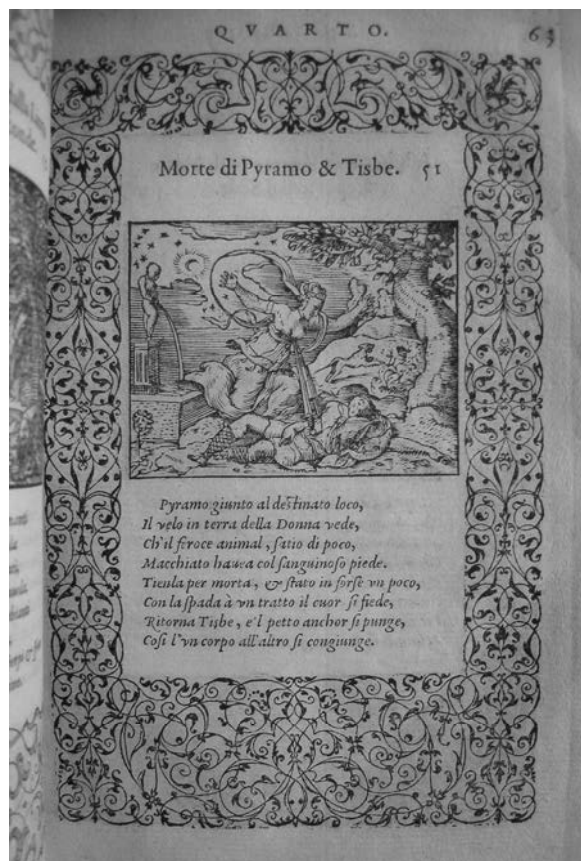 QVARTO. 63
Morte di Pyramo & Tisbe. 51
Pyramo giunto al destinato loco,
Il velo in terra della Donna vede,
Ch'il feroce animal, satio di poco,
Macchiato hauea col sanguinoso piede.
Tienla per morta, & stato in forse vn poco,
Con la spada à vn tratto il cuor si fiede,
Ritorna Tisbe, e'l petto anchor si punge,
Cosi l'vn corpo all'altro si congiunge.